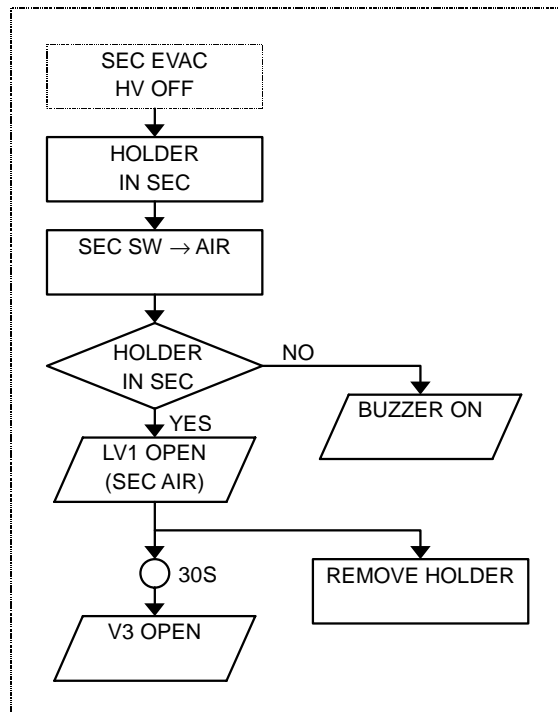 SEC EVAC
HV OFF
HOLDER
IN SEC
SEC SW → AIR
HOLDER
IN SEC
NO
BUZZER ON
YES
LV1 OPEN
(SEC AIR)
30S
REMOVE HOLDER
V3 OPEN